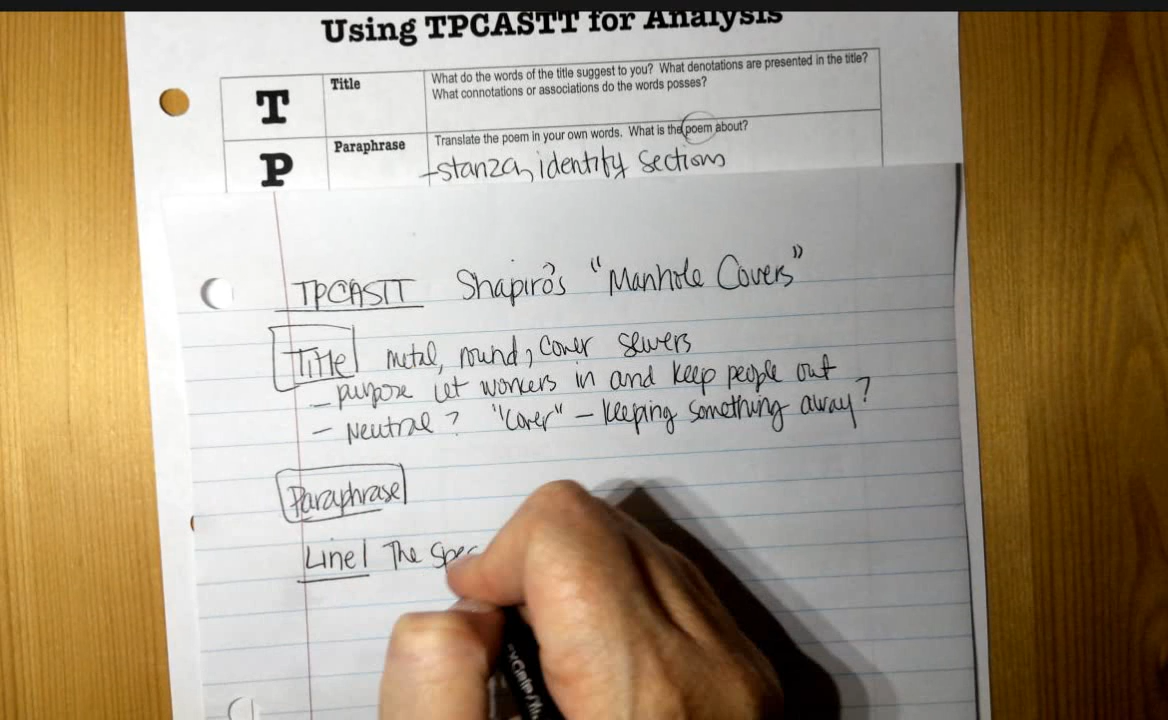 Using TPCASTT for Analysis
T
Title
What do the words of the title suggest to you? What denotations are presented in the title?
What connotations or associations do the words posses?
P
Paraphrase
Translate the poem in your own words. What is the poem about?
-stanza, identify sections
TPCASTT Shapiro's "Manhole Covers"
Title metal, round, cover sewers
- purpose let workers in and keep people out
- Neutral? "Cover" - keeping something away?
Paraphrase
Line 1 The Spec